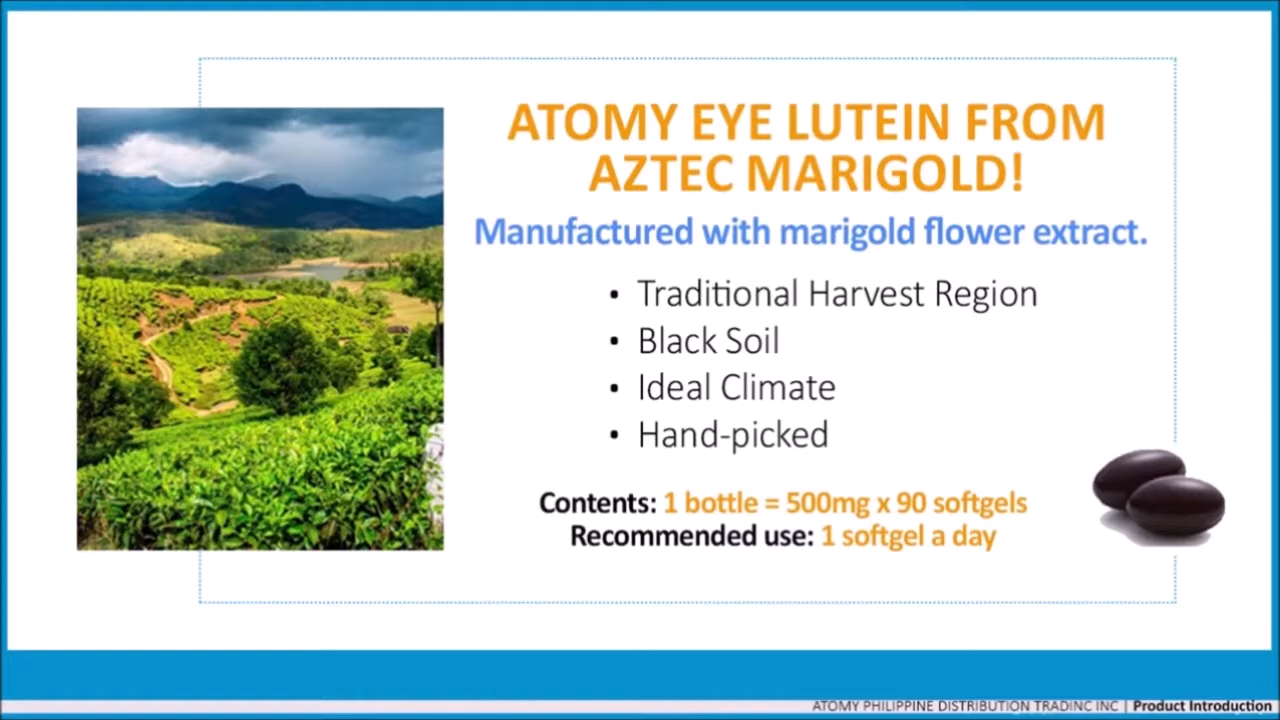 ATOMY EYE LUTEIN FROM
AZTEC MARIGOLD!
Manufactured with marigold flower extract.
• Traditional Harvest Region
• Black Soil
• Ideal Climate
• Hand-picked
Contents: 1 bottle = 500mg x 90 softgels
Recommended use: 1 softgel a day
ATOMY PHILIPPINE DISTRIBUTION TRADINC INC | Product Introduction